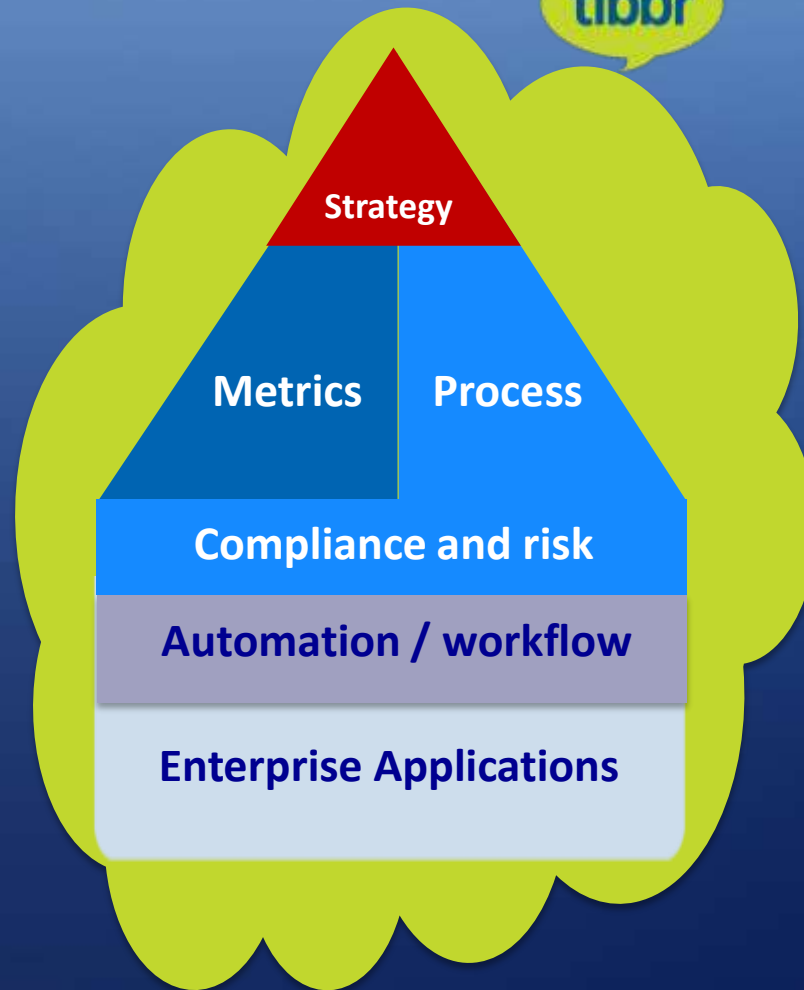 tibbr
Strategy
Metrics Process
Compliance and risk
Automation / workflow
Enterprise Applications